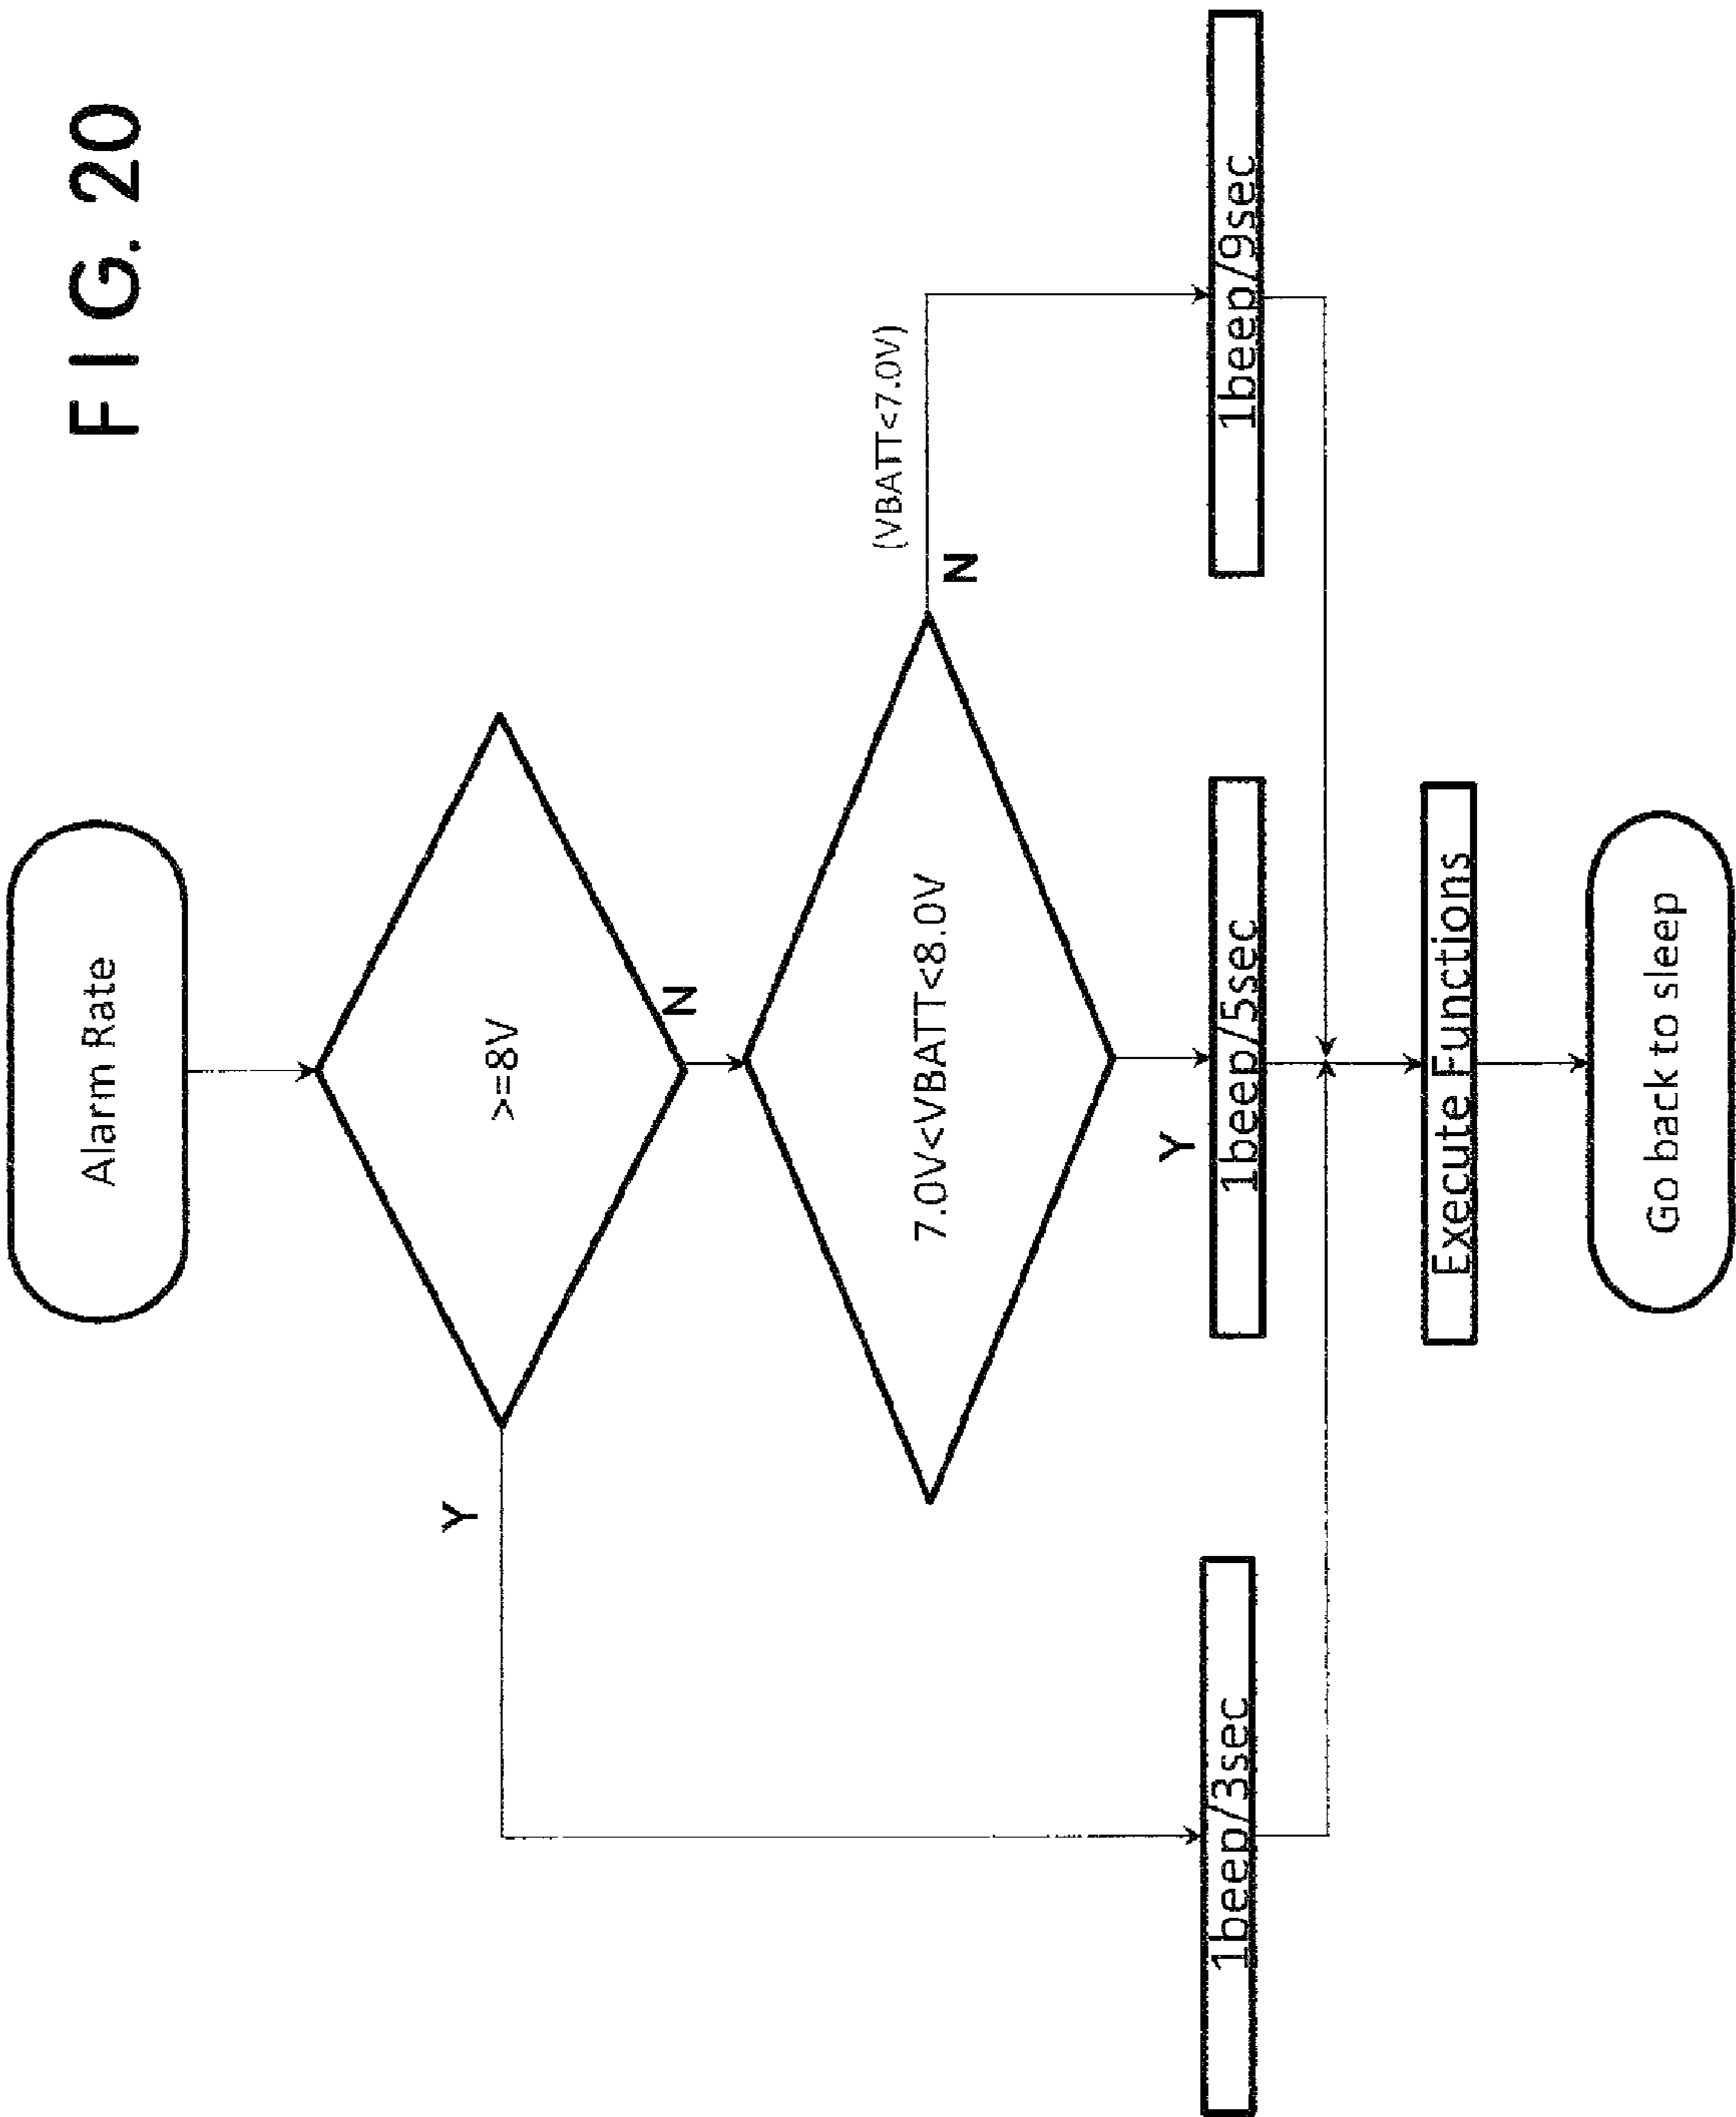 FIG. 20
Alarm Rate
>=8V
Y
N
7.0V<VBATT<8.0V
(VBATT<7.0V)
N
Y
1beep/3sec
1beep/5sec
1beep/9sec
Execute Functions
Go back to sleep